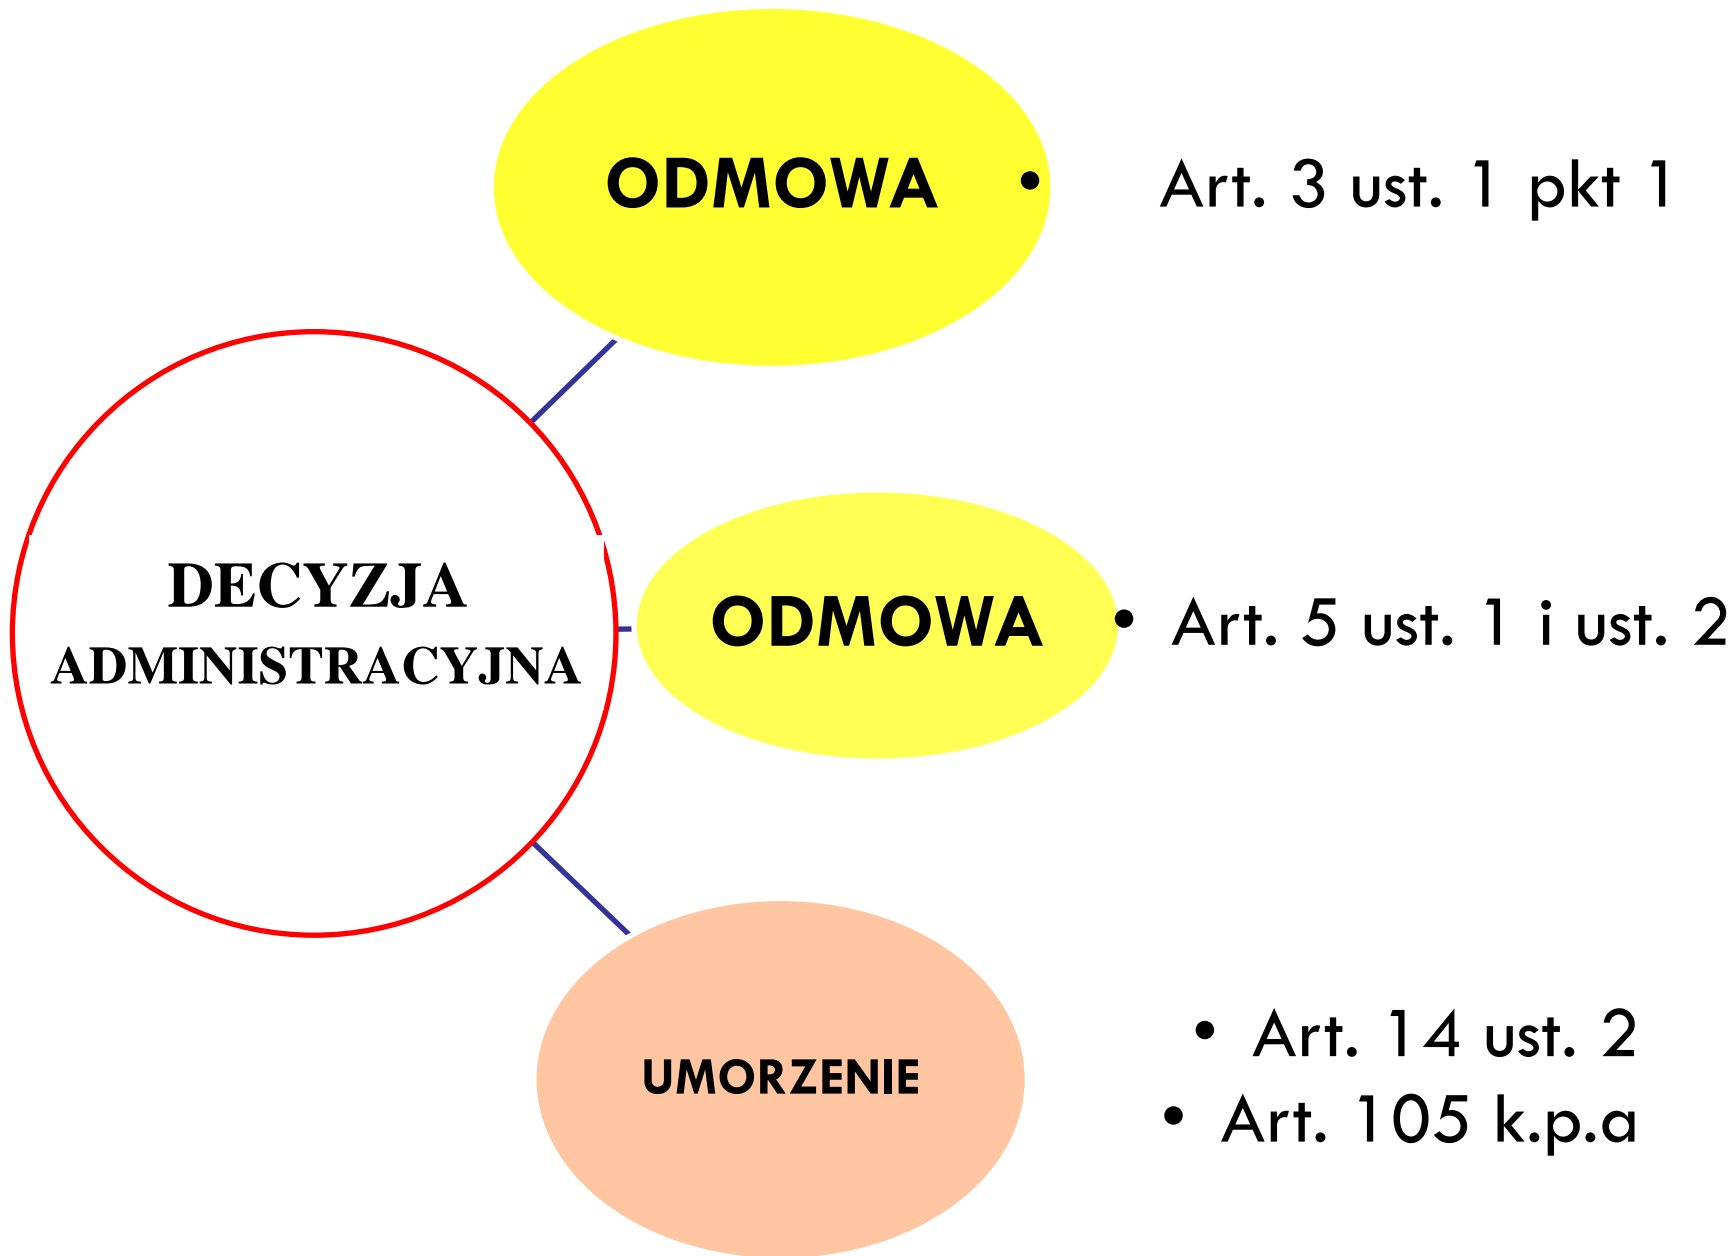 ODMOWA
• Art. 3 ust. 1 pkt 1
DECYZJA
ADMINISTRACYJNA
ODMOWA
• Art. 5 ust. 1 i ust. 2
UMORZENIE
• Art. 14 ust. 2
• Art. 105 k.p.a